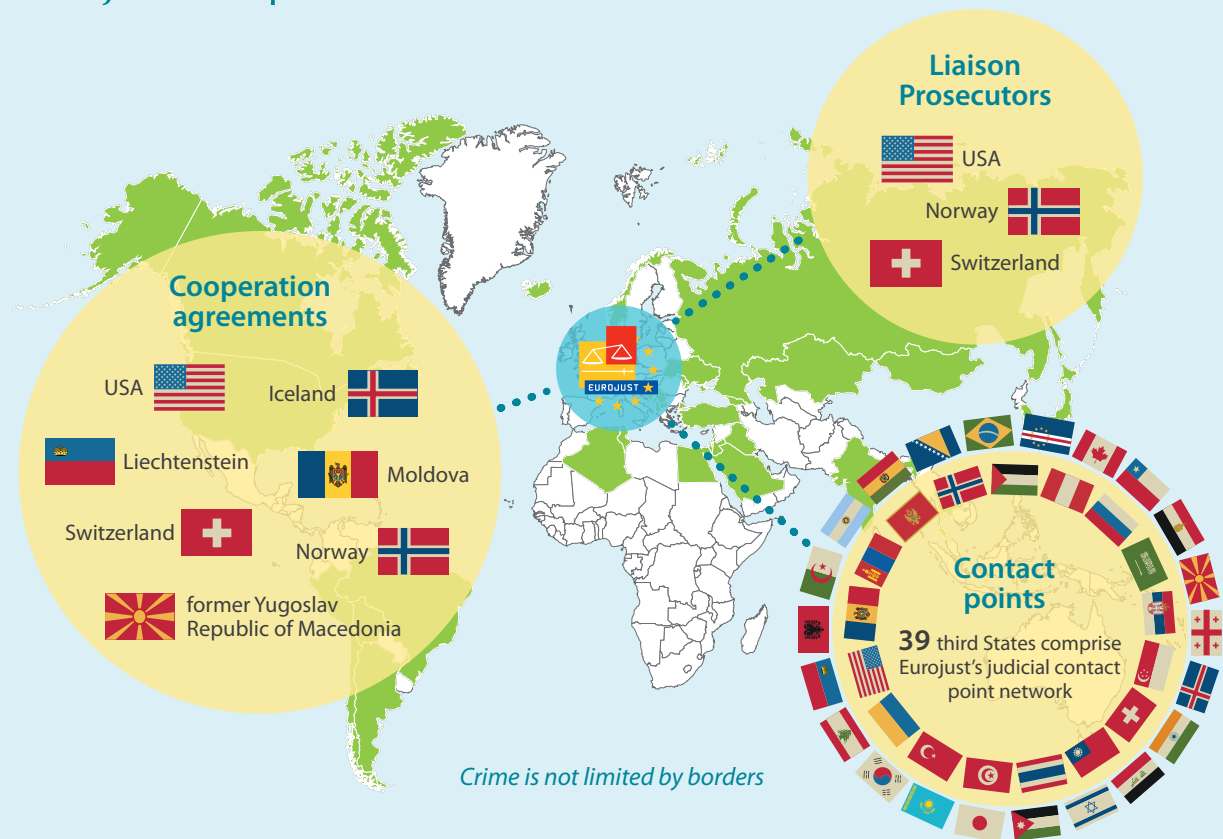 Cooperation
agreements
USA
Iceland
Liechtenstein
Moldova
Switzerland
Norway
former Yugoslav
Republic of Macedonia
EUROJUST
Liaison
Prosecutors
USA
Norway
Switzerland
Contact
points
39 third States comprise
Eurojust's judicial contact
point network
Crime is not limited by borders